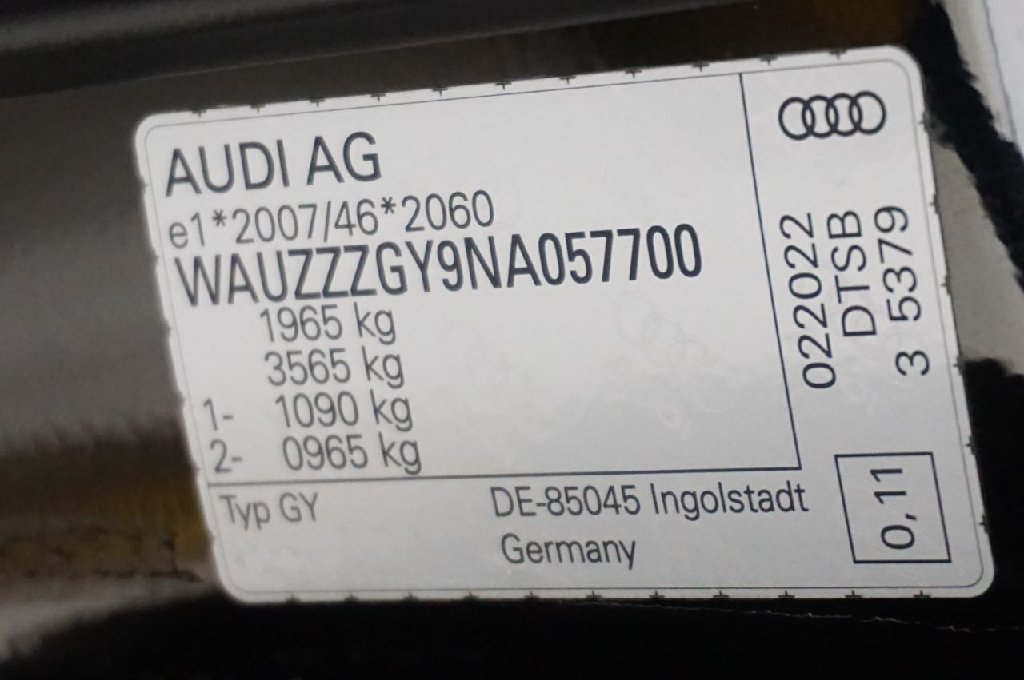 AUDI AG
e1*2007/46*2060
WAUZZZGY9NA057700
1965 kg
3565 kg
1- 1090 kg
2- 0965 kg
Typ GY
DE-85045 Ingolstadt
Germany
022022
DTSB
3 5379
0,11